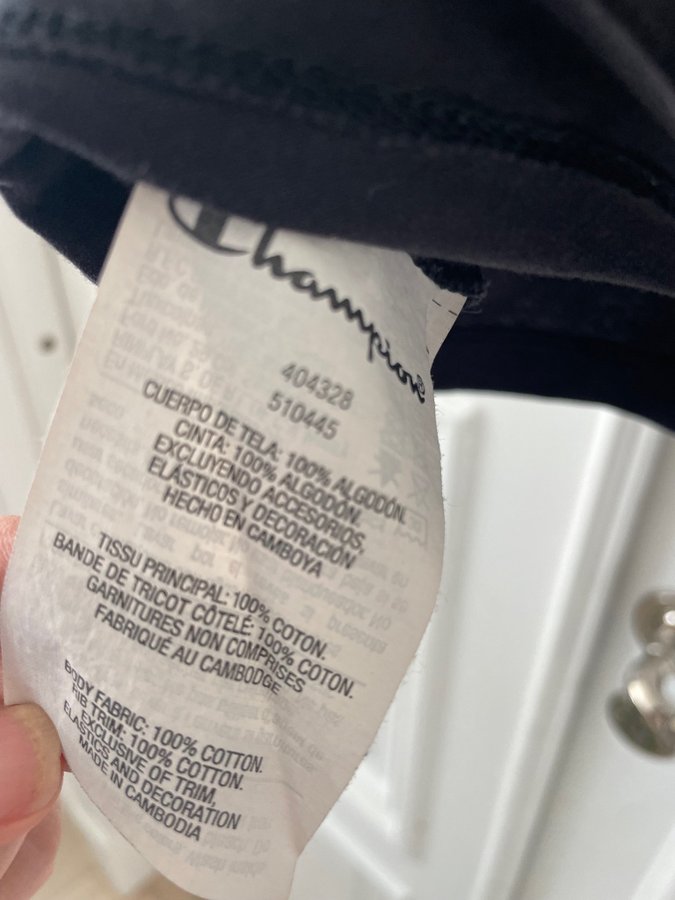 Champion®
404328
510445
CUERPO DE TELA: 100% ALGODÓN.
CINTA: 100% ALGODÓN.
EXCLUYENDO ACCESORIOS,
ELÁSTICOS Y DECORACIÓN
HECHO EN CAMBOYA
TISSU PRINCIPAL: 100% COTON.
BANDE DE TRICOT CÔTELÉ: 100% COTON.
GARNITURES NON COMPRISES
FABRIQUÉ AU CAMBODGE
BODY FABRIC: 100% COTTON.
RIB TRIM: 100% COTTON.
EXCLUSIVE OF TRIM,
ELASTICS AND DECORATION
MADE IN CAMBODIA